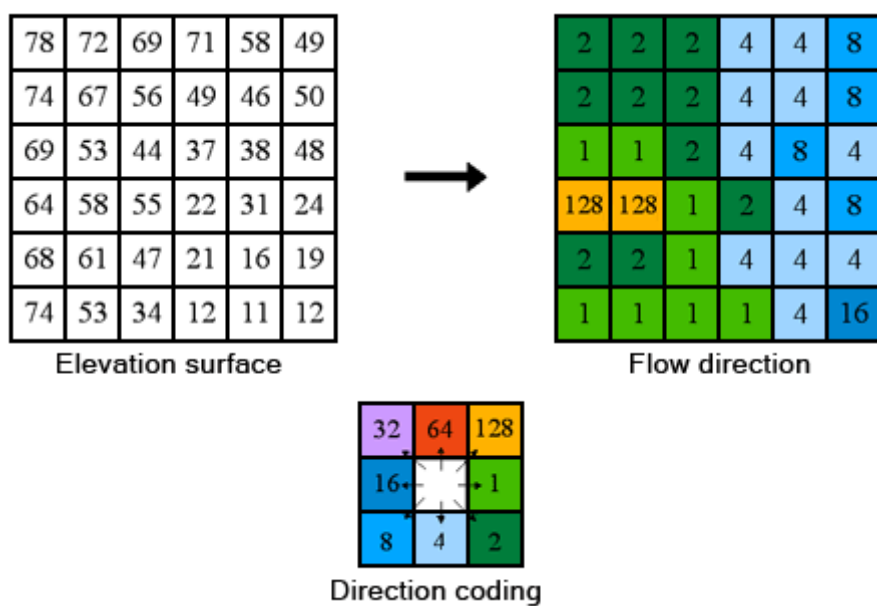 78 72 69 71 58 49
74 67 56 49 46 50
69 53 44 37 38 48
64 58 55 22 31 24
68 61 47 21 16 19
74 53 34 12 11 12
Elevation surface
2 2 2 4 4 8
2 2 2 4 4 8
1 1 2 4 8 4
128 128 1 2 4 8
2 2 1 4 4 4
1 1 1 1 4 16
Flow direction
32 64 128
16 1
8 4 2
Direction coding